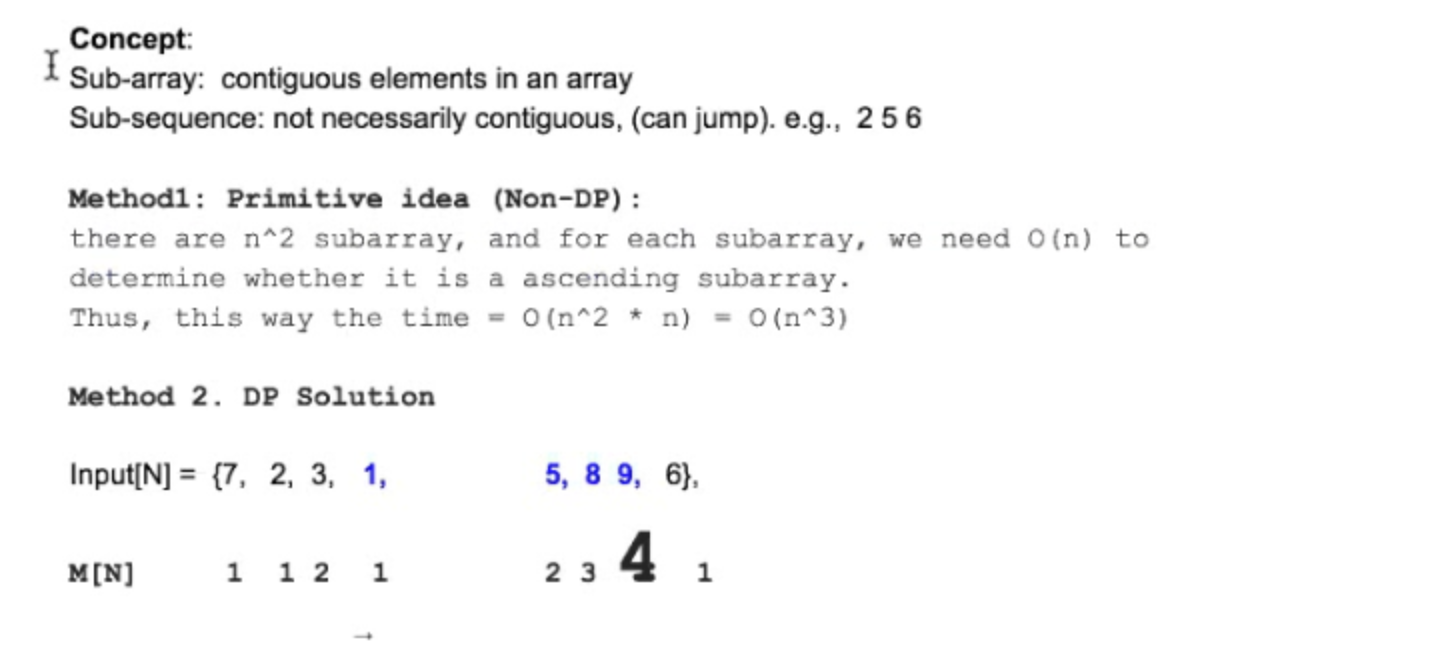 Concept:
Sub-array: contiguous elements in an array
Sub-sequence: not necessarily contiguous, (can jump). e.g., 2 5 6
Method1: Primitive idea (Non-DP):
there are n^2 subarray, and for each subarray, we need O(n) to
determine whether it is a ascending subarray.
Thus, this way the time = O(n^2 * n) = O(n^3)
Method 2. DP Solution
Input[N] = {7, 2, 3, 1, 5, 8 9, 6},
M[N] 1 1 2 1 2 3 4 1
→